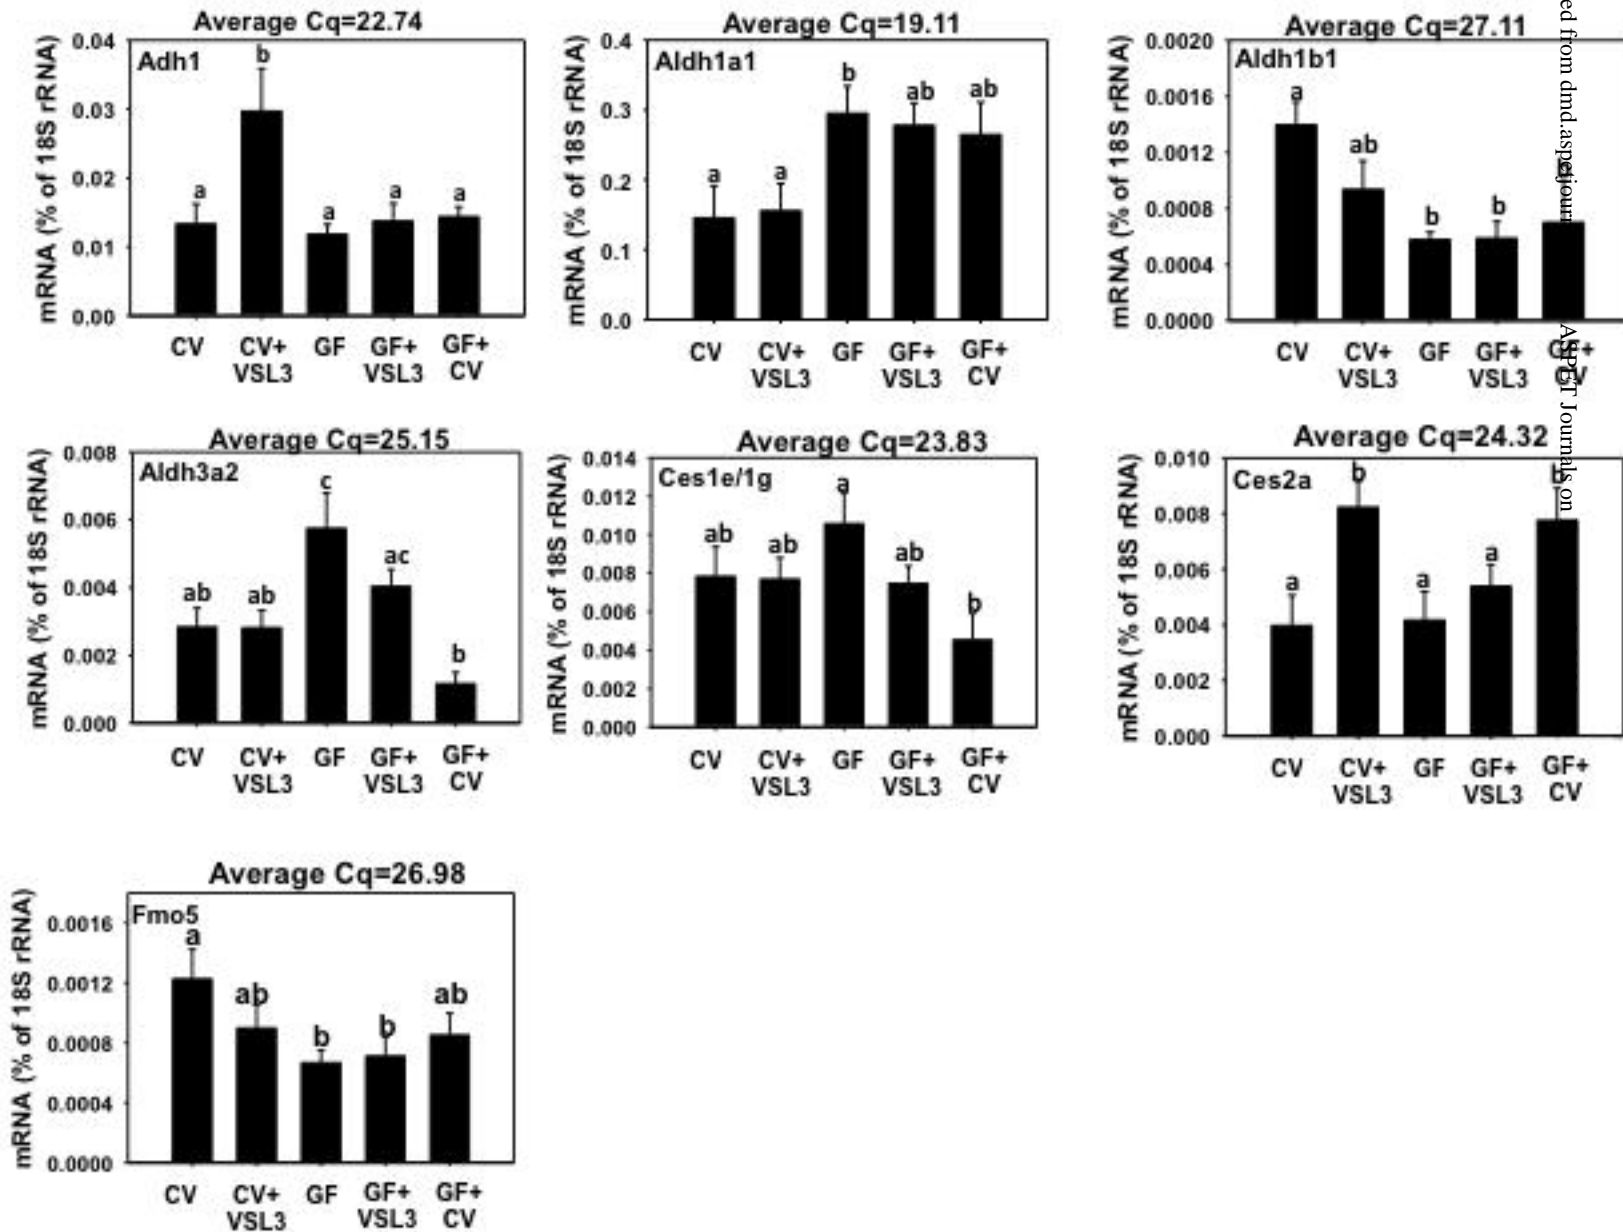 Average Cq=22.74
Adh1
mRNA (% of 18S rRNA)
0.04
0.03
0.02
0.01
0.00
a
b
a
a
a
CV
CV+
VSL3
GF
GF+
VSL3
GF+
CV
Average Cq=19.11
Aldh1a1
mRNA (% of 18S rRNA)
0.4
0.3
0.2
0.1
0.0
a
a
b
ab
ab
CV
CV+
VSL3
GF
GF+
VSL3
GF+
CV
Average Cq=27.11
Aldh1b1
mRNA (% of 18S rRNA)
0.0020
0.0016
0.0012
0.0008
0.0004
0.0000
a
ab
b
b
CV
CV+
VSL3
GF
GF+
VSL3
GF+
CV
ed from dmd.aspetjourn
ASPET Journals on
Average Cq=25.15
Aldh3a2
mRNA (% of 18S rRNA)
0.008
0.006
0.004
0.002
0.000
ab
ab
c
ac
b
CV
CV+
VSL3
GF
GF+
VSL3
GF+
CV
Average Cq=23.83
Ces1e/1g
mRNA (% of 18S rRNA)
0.014
0.012
0.010
0.008
0.006
0.004
0.002
0.000
ab
ab
a
ab
b
CV
CV+
VSL3
GF
GF+
VSL3
GF+
CV
Average Cq=24.32
Ces2a
mRNA (% of 18S rRNA)
0.010
0.008
0.006
0.004
0.002
0.000
a
b
a
a
b
CV
CV+
VSL3
GF
GF+
VSL3
GF+
CV
Average Cq=26.98
Fmo5
mRNA (% of 18S rRNA)
0.0016
0.0012
0.0008
0.0004
0.0000
a
ab
b
b
ab
CV
CV+
VSL3
GF
GF+
VSL3
GF+
CV